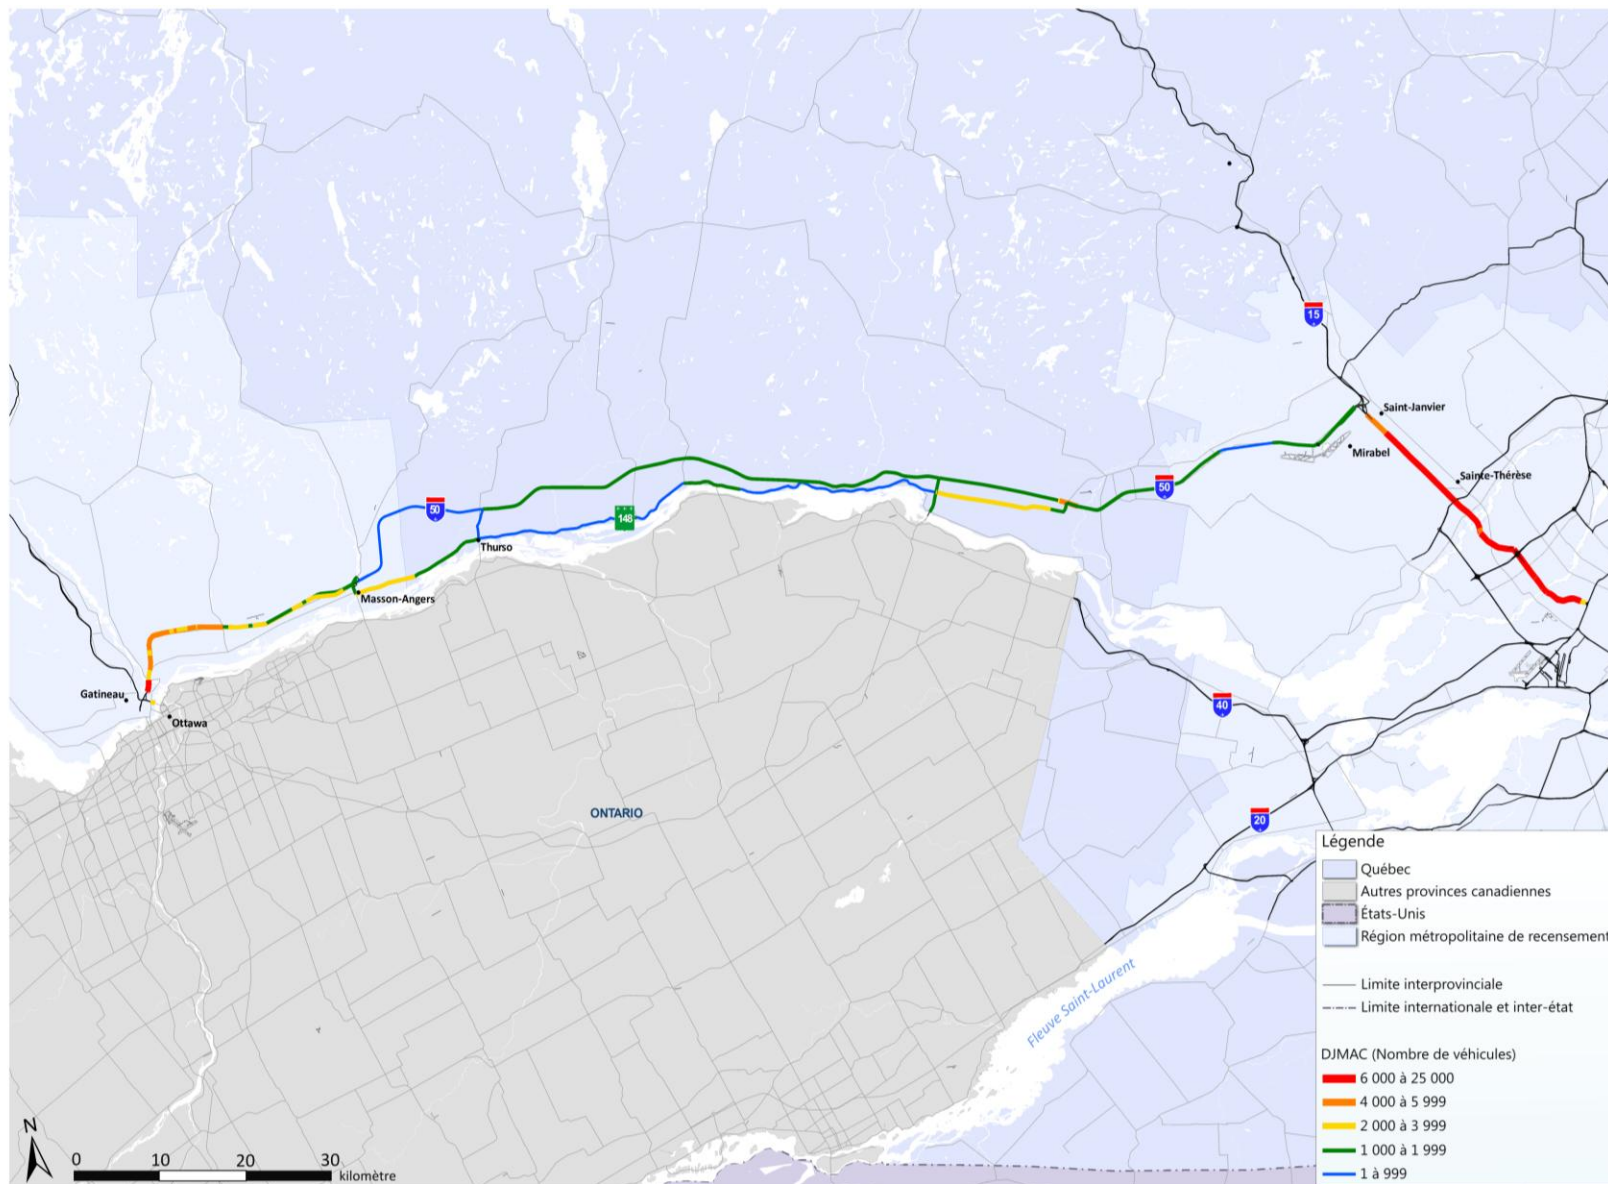 15
Saint-Janvier
Mirabel
Sainte-Thérèse
50
50
148
Thurso
Masson-Angers
Gatineau
Ottawa
40
ONTARIO
20
Fleuve Saint-Laurent
Légende
Québec
Autres provinces canadiennes
États-Unis
Région métropolitaine de recensement
Limite interprovinciale
Limite internationale et inter-état
DJMAC (Nombre de véhicules)
6 000 à 25 000
4 000 à 5 999
2 000 à 3 999
1 000 à 1 999
1 à 999
N
0 10 20 30
kilomètre